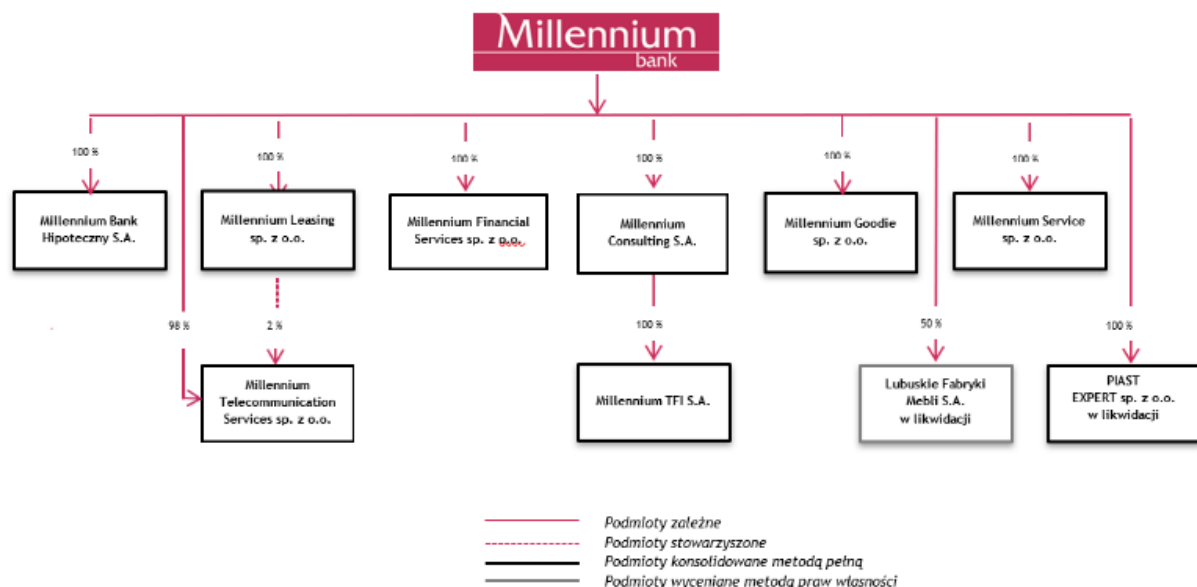 Millennium
bank
100 %
100 %
100 %
100 %
100 %
100 %
Millennium Bank
Hipoteczny S.A.
Millennium Leasing
sp. z o.o.
Millennium Financial
Services sp. z o.o.
Millennium
Consulting S.A.
Millennium Goodie
sp. z o.o.
Millennium Service
sp. z o.o.
98 %
2 %
100 %
50 %
100 %
Millennium
Telecommunication
Services sp. z o.o.
Millennium TFI S.A.
Lubuskie Fabryki
Mebli S.A.
w likwidacji
PIAST
EXPERT sp. z o.o.
w likwidacji
Podmioty zależne
Podmioty stowarzyszone
Podmioty konsolidowane metodą pełną
Podmioty wyceniane metodą praw własności